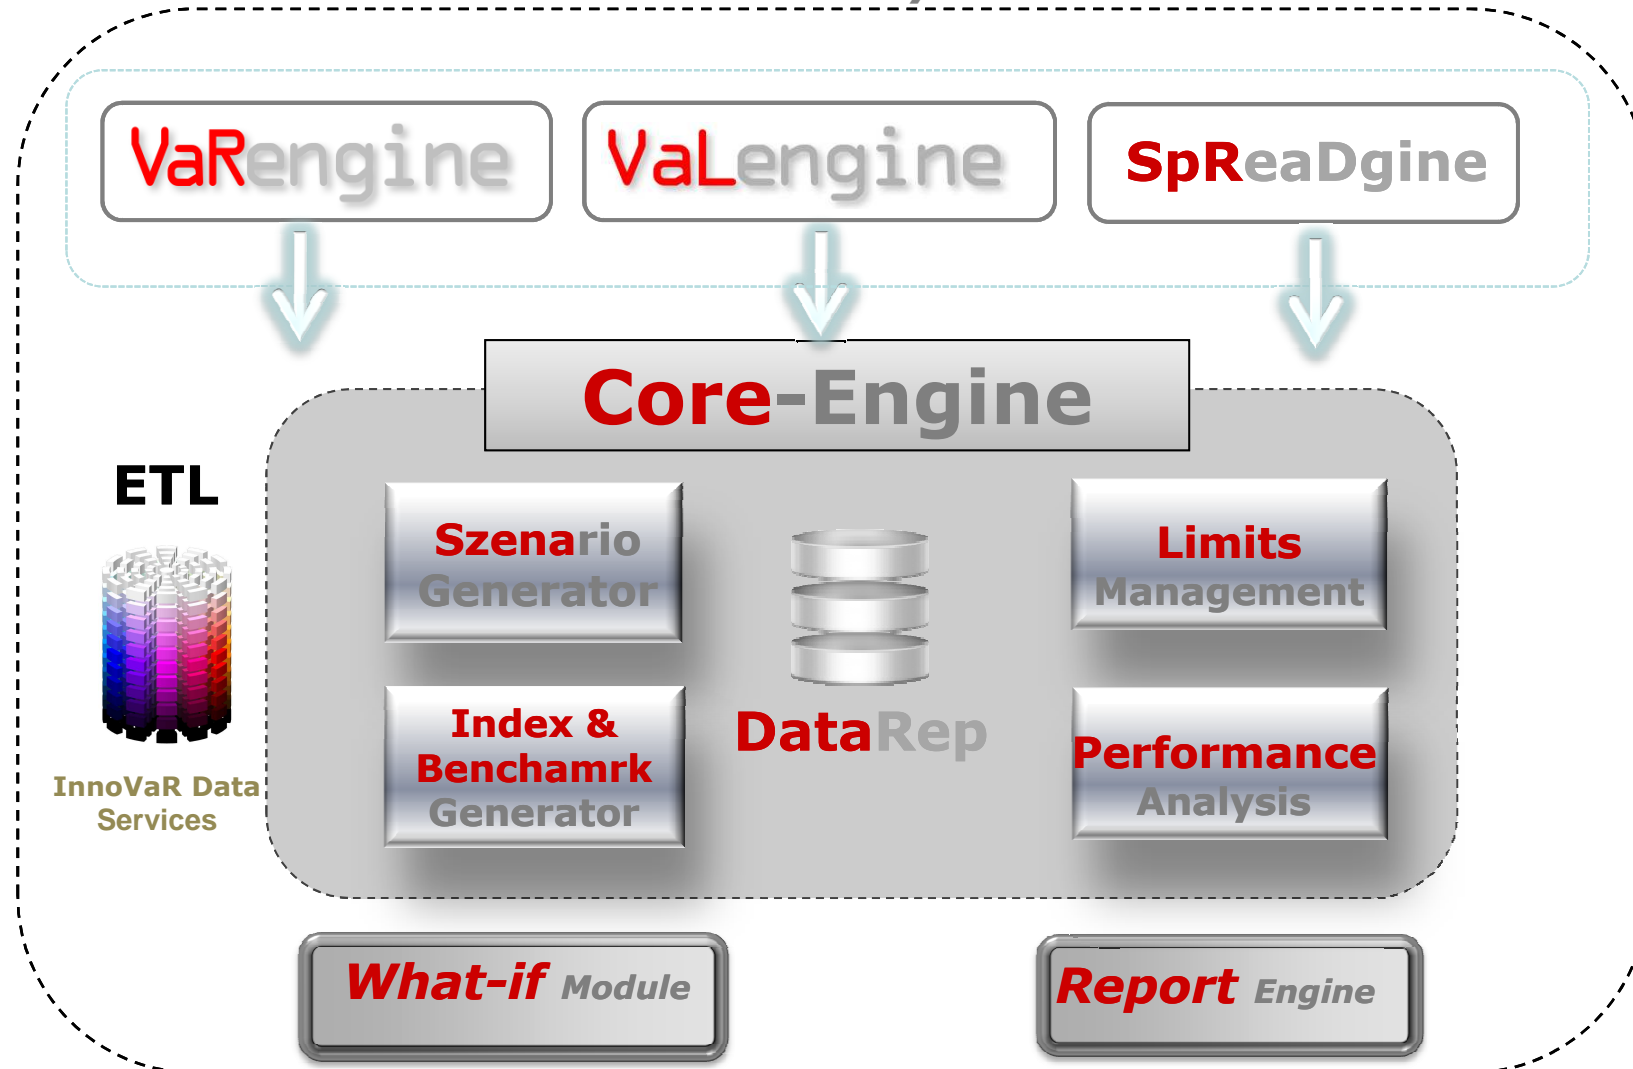 VaRengine
VaLengine
SpReaDgine
Core-Engine
ETL
Szenario
Generator
Limits
Management
Index &
Benchamrk
Generator
DataRep
Performance
Analysis
InnoVaR Data
Services
What-if Module
Report Engine